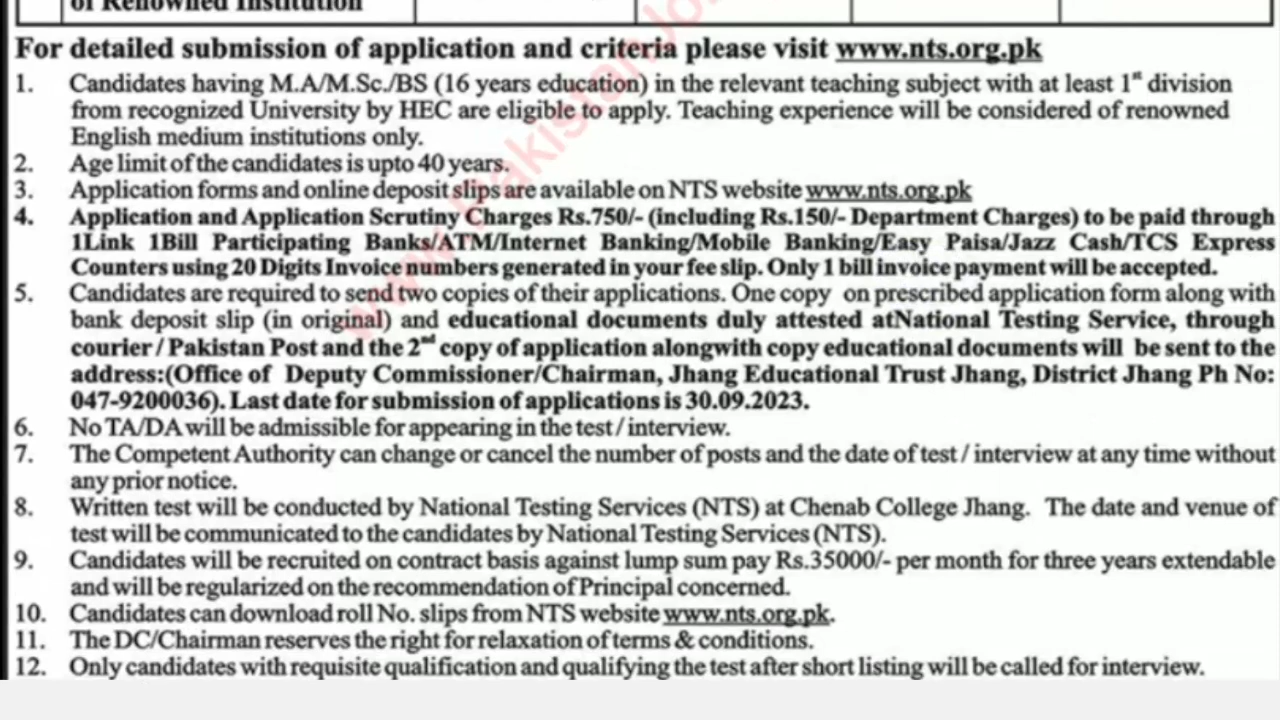 of Renowned Institution
For detailed submission of application and criteria please visit www.nts.org.pk
1. Candidates having M.A/M.Sc./BS (16 years education) in the relevant teaching subject with at least 1st division
from recognized University by HEC are eligible to apply. Teaching experience will be considered of renowned
English medium institutions only.
2. Age limit of the candidates is upto 40 years.
3. Application forms and online deposit slips are available on NTS website www.nts.org.pk
4. Application and Application Scrutiny Charges Rs.750/- (including Rs.150/- Department Charges) to be paid through
1Link 1Bill Participating Banks/ATM/Internet Banking/Mobile Banking/Easy Paisa/Jazz Cash/TCS Express
Counters using 20 Digits Invoice numbers generated in your fee slip. Only 1 bill invoice payment will be accepted.
5. Candidates are required to send two copies of their applications. One copy on prescribed application form along with
bank deposit slip (in original) and educational documents duly attested atNational Testing Service, through
courier / Pakistan Post and the 2nd copy of application alongwith copy educational documents will be sent to the
address:(Office of Deputy Commissioner/Chairman, Jhang Educational Trust Jhang, District Jhang Ph No:
047-9200036). Last date for submission of applications is 30.09.2023.
6. No TA/DA will be admissible for appearing in the test / interview.
7. The Competent Authority can change or cancel the number of posts and the date of test / interview at any time without
any prior notice.
8. Written test will be conducted by National Testing Services (NTS) at Chenab College Jhang. The date and venue of
test will be communicated to the candidates by National Testing Services (NTS).
9. Candidates will be recruited on contract basis against lump sum pay Rs.35000/- per month for three years extendable
and will be regularized on the recommendation of Principal concerned.
10. Candidates can download roll No. slips from NTS website www.nts.org.pk.
11. The DC/Chairman reserves the right for relaxation of terms & conditions.
12. Only candidates with requisite qualification and qualifying the test after short listing will be called for interview.